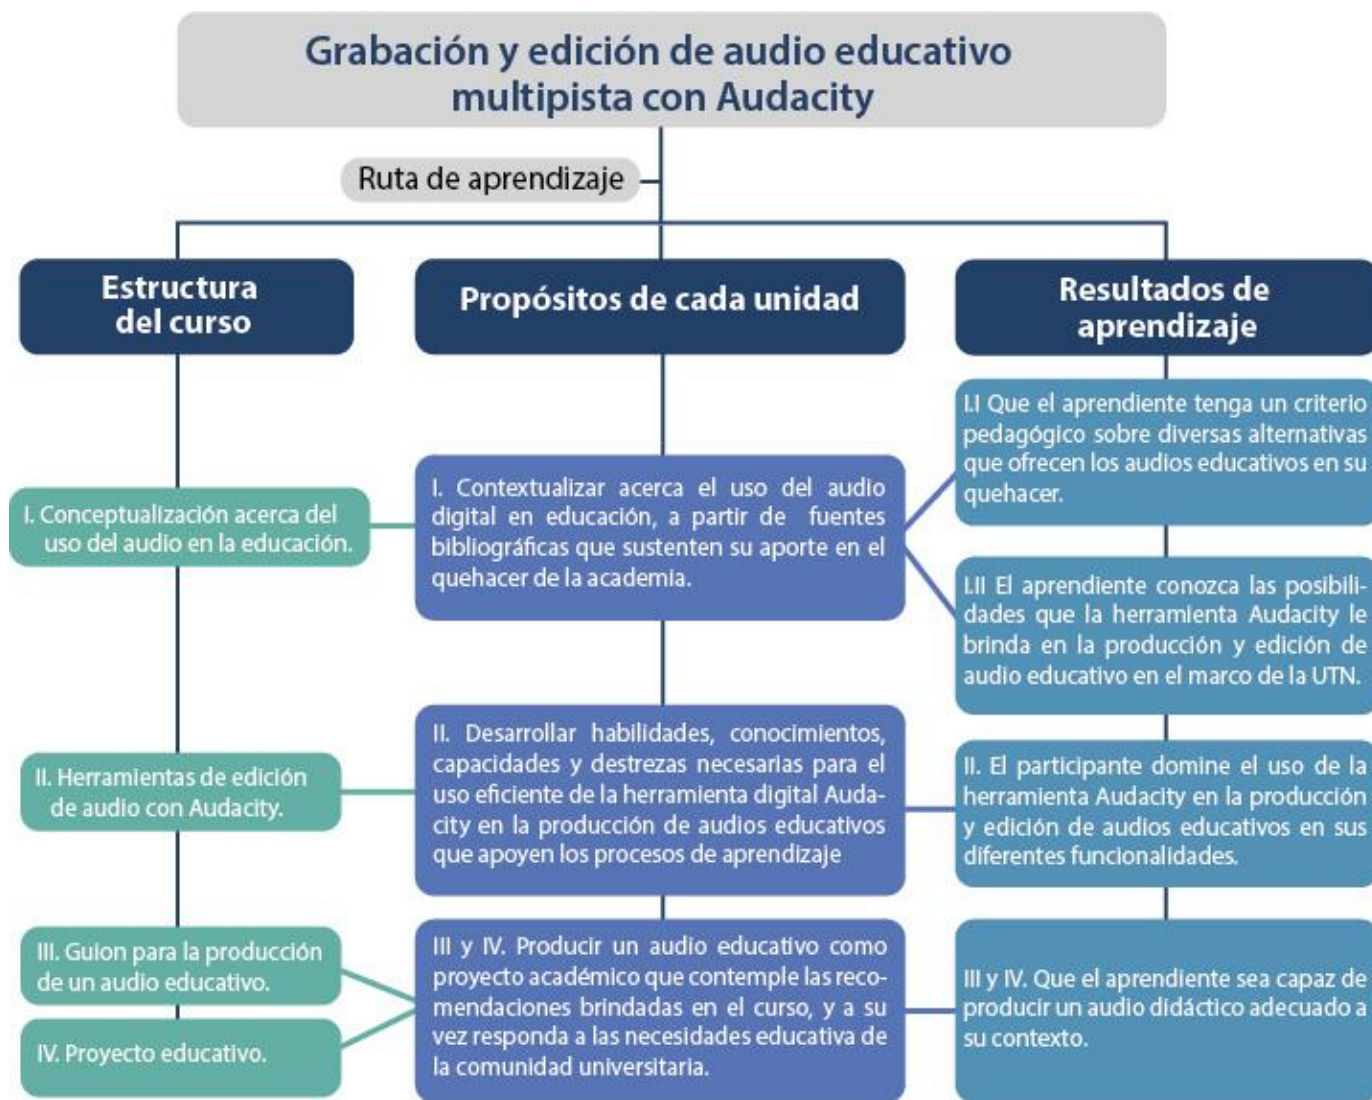 Grabación y edición de audio educativo
multipista con Audacity
Ruta de aprendizaje
Estructura
del curso
Propósitos de cada unidad
Resultados de
aprendizaje
I. Conceptualización acerca del
uso del audio en la educación.
I. Contextualizar acerca el uso del audio
digital en educación, a partir de fuentes
bibliográficas que sustenten su aporte en el
quehacer de la academia.
I.I Que el aprendiente tenga un criterio
pedagógico sobre diversas alternativas
que ofrecen los audios educativos en su
quehacer.
I.II El aprendiente conozca las posibili-
dades que la herramienta Audacity le
brinda en la producción y edición de
audio educativo en el marco de la UTN.
II. Herramientas de edición
de audio con Audacity.
II. Desarrollar habilidades, conocimientos,
capacidades y destrezas necesarias para el
uso eficiente de la herramienta digital Auda-
city en la producción de audios educativos
que apoyen los procesos de aprendizaje
II. El participante domine el uso de la
herramienta Audacity en la producción
y edición de audios educativos en sus
diferentes funcionalidades.
III. Guion para la producción
de un audio educativo.
IV. Proyecto educativo.
III y IV. Producir un audio educativo como
proyecto académico que contemple las reco-
mendaciones brindadas en el curso, y a su
vez responda a las necesidades educativa de
la comunidad universitaria.
III y IV. Que el aprendiente sea capaz de
producir un audio didáctico adecuado a
su contexto.